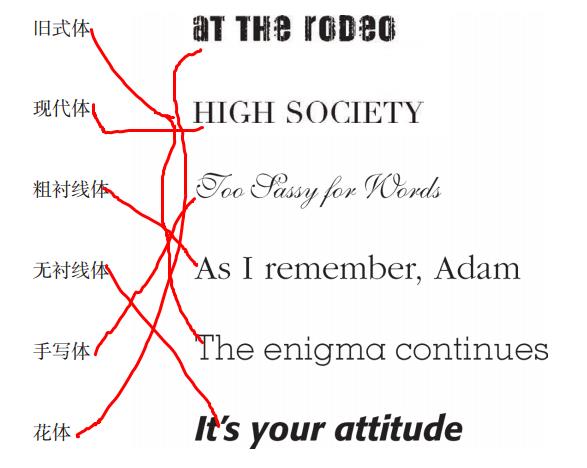 旧式体 at the rodeo
现代体 HIGH SOCIETY
粗衬线体 Too Sassy for Words
无衬线体 As I remember, Adam
手写体 The enigma continues
花体 It's your attitude